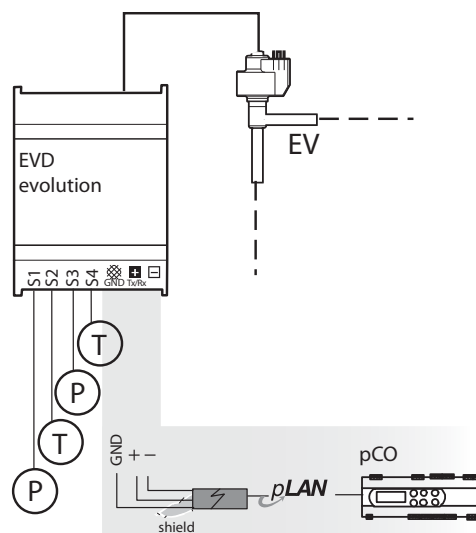 EV
EVD
evolution
S1
S2
S3
S4
GND
Tx/Rx
T
P
T
P
GND
+
−
pCO
pLAN
shield